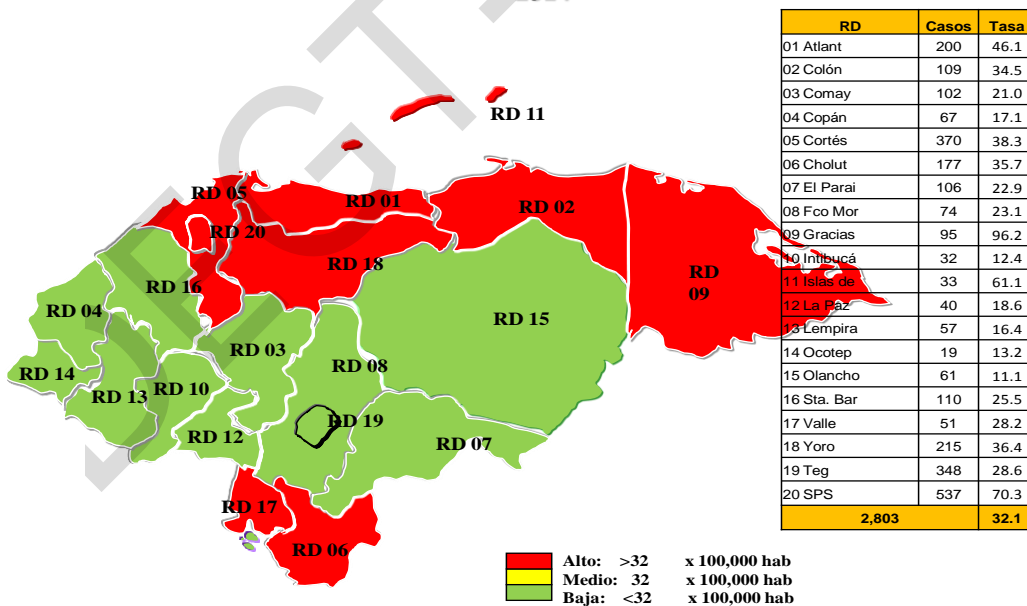 RD Casos Tasa
01 Atlant 200 46.1
02 Colón 109 34.5
03 Comay 102 21.0
04 Copán 67 17.1
05 Cortés 370 38.3
06 Cholut 177 35.7
07 El Parai 106 22.9
08 Fco Mor 74 23.1
09 Gracias 95 96.2
10 Intibucá 32 12.4
11 Islas de 33 61.1
12 La Paz 40 18.6
13 Lempira 57 16.4
14 Ocotep 19 13.2
15 Olancho 61 11.1
16 Sta. Bar 110 25.5
17 Valle 51 28.2
18 Yoro 215 36.4
19 Teg 348 28.6
20 SPS 537 70.3
2,803 32.1
RD 11
RD 05
RD 01
RD 02
RD 20
RD 18
RD 09
RD 16
RD 04
RD 15
RD 03
RD 08
RD 14
RD 13
RD 10
RD 19
RD 12
RD 07
RD 17
RD 06
Alto: >32 x 100,000 hab
Medio: 32 x 100,000 hab
Baja: <32 x 100,000 hab